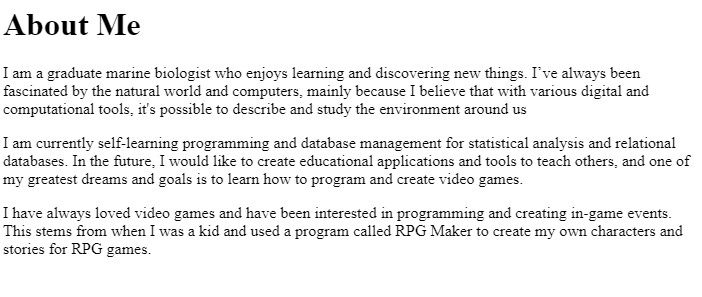 About Me
I am a graduate marine biologist who enjoys learning and discovering new things. I’ve always been
fascinated by the natural world and computers, mainly because I believe that with various digital and
computational tools, it's possible to describe and study the environment around us
I am currently self-learning programming and database management for statistical analysis and relational
databases. In the future, I would like to create educational applications and tools to teach others, and one of
my greatest dreams and goals is to learn how to program and create video games.
I have always loved video games and have been interested in programming and creating in-game events.
This stems from when I was a kid and used a program called RPG Maker to create my own characters and
stories for RPG games.